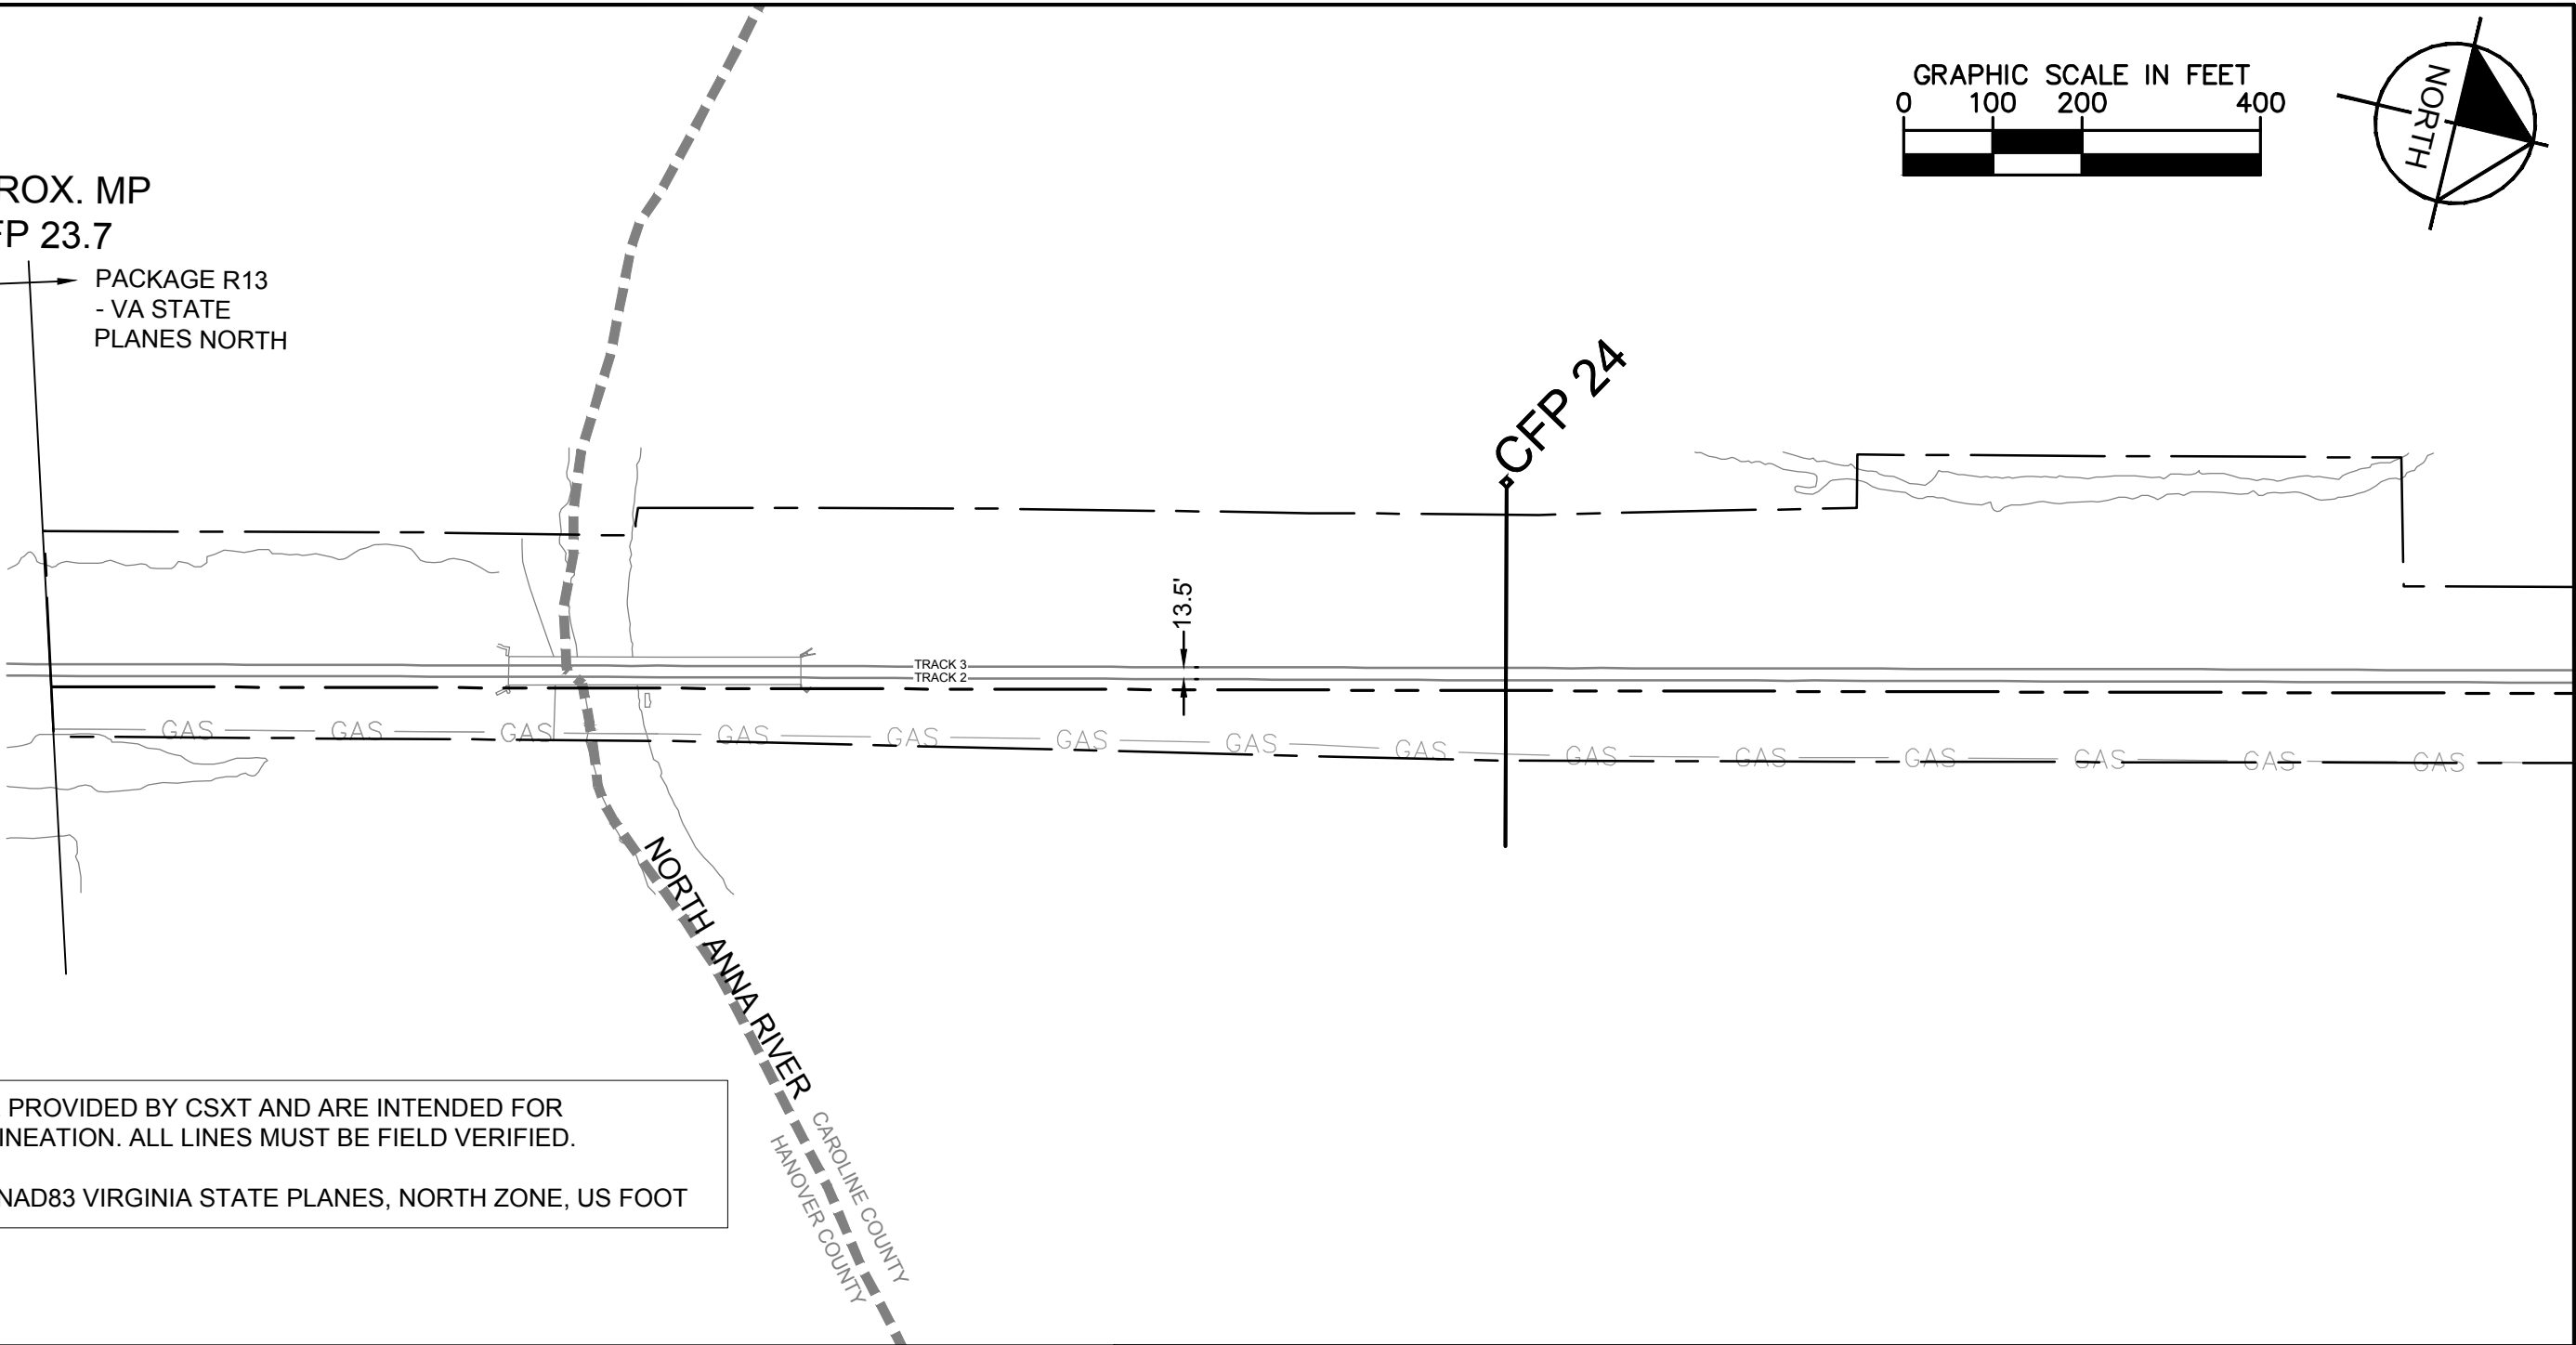 GRAPHIC SCALE IN FEET
0 100 200 400
NORTH
ROX. MP
FP 23.7
PACKAGE R13
- VA STATE
PLANES NORTH
CFP 24
13.5'
TRACK 3
TRACK 2
GAS GAS GAS GAS GAS GAS GAS GAS GAS GAS GAS GAS GAS GAS
NORTH ANNA RIVER
CAROLINE COUNTY
HANOVER COUNTY
PROVIDED BY CSXT AND ARE INTENDED FOR
INEATION. ALL LINES MUST BE FIELD VERIFIED.
NAD83 VIRGINIA STATE PLANES, NORTH ZONE, US FOOT